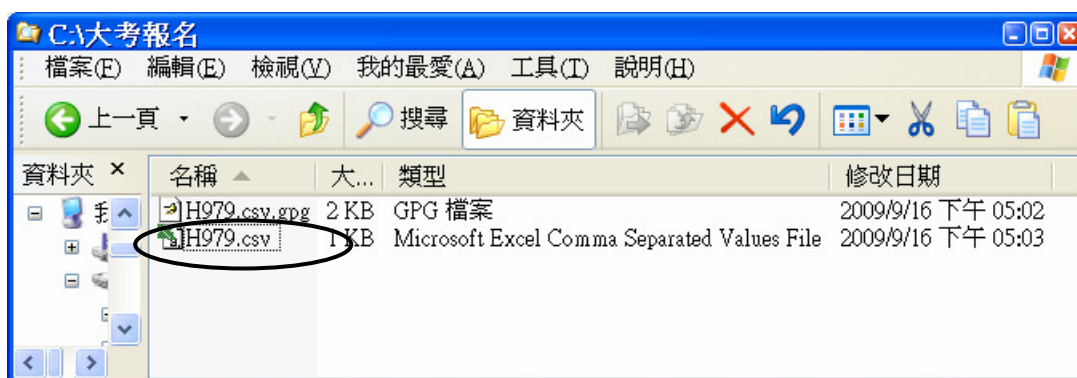 C:\大考報名
檔案(F) 編輯(E) 檢視(V) 我的最愛(A) 工具(T) 說明(H)
上一頁 搜尋 資料夾
資料夾 × 名稱 大... 類型 修改日期
H979.csv.gpg 2 KB GPG 檔案 2009/9/16 下午 05:02
H979.csv 1 KB Microsoft Excel Comma Separated Values File 2009/9/16 下午 05:03